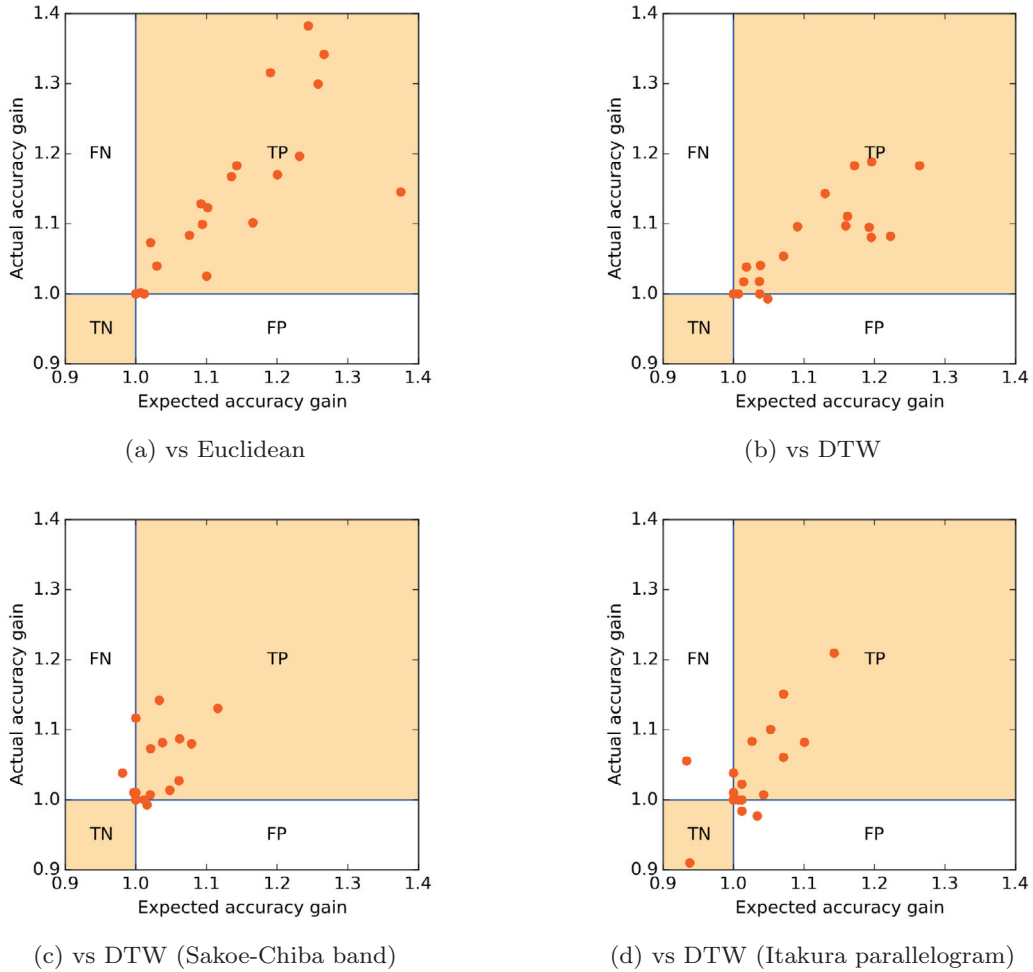 1.4
1.3
1.2
1.1
1.0
0.9
0.9 1.0 1.1 1.2 1.3 1.4
Actual accuracy gain
Expected accuracy gain
FN
TP
TN
FP
(a) vs Euclidean
1.4
1.3
1.2
1.1
1.0
0.9
0.9 1.0 1.1 1.2 1.3 1.4
Actual accuracy gain
Expected accuracy gain
FN
TP
TN
FP
(b) vs DTW
1.4
1.3
1.2
1.1
1.0
0.9
0.9 1.0 1.1 1.2 1.3 1.4
Actual accuracy gain
Expected accuracy gain
FN
TP
TN
FP
(c) vs DTW (Sakoe-Chiba band)
1.4
1.3
1.2
1.1
1.0
0.9
0.9 1.0 1.1 1.2 1.3 1.4
Actual accuracy gain
Expected accuracy gain
FN
TP
TN
FP
(d) vs DTW (Itakura parallelogram)